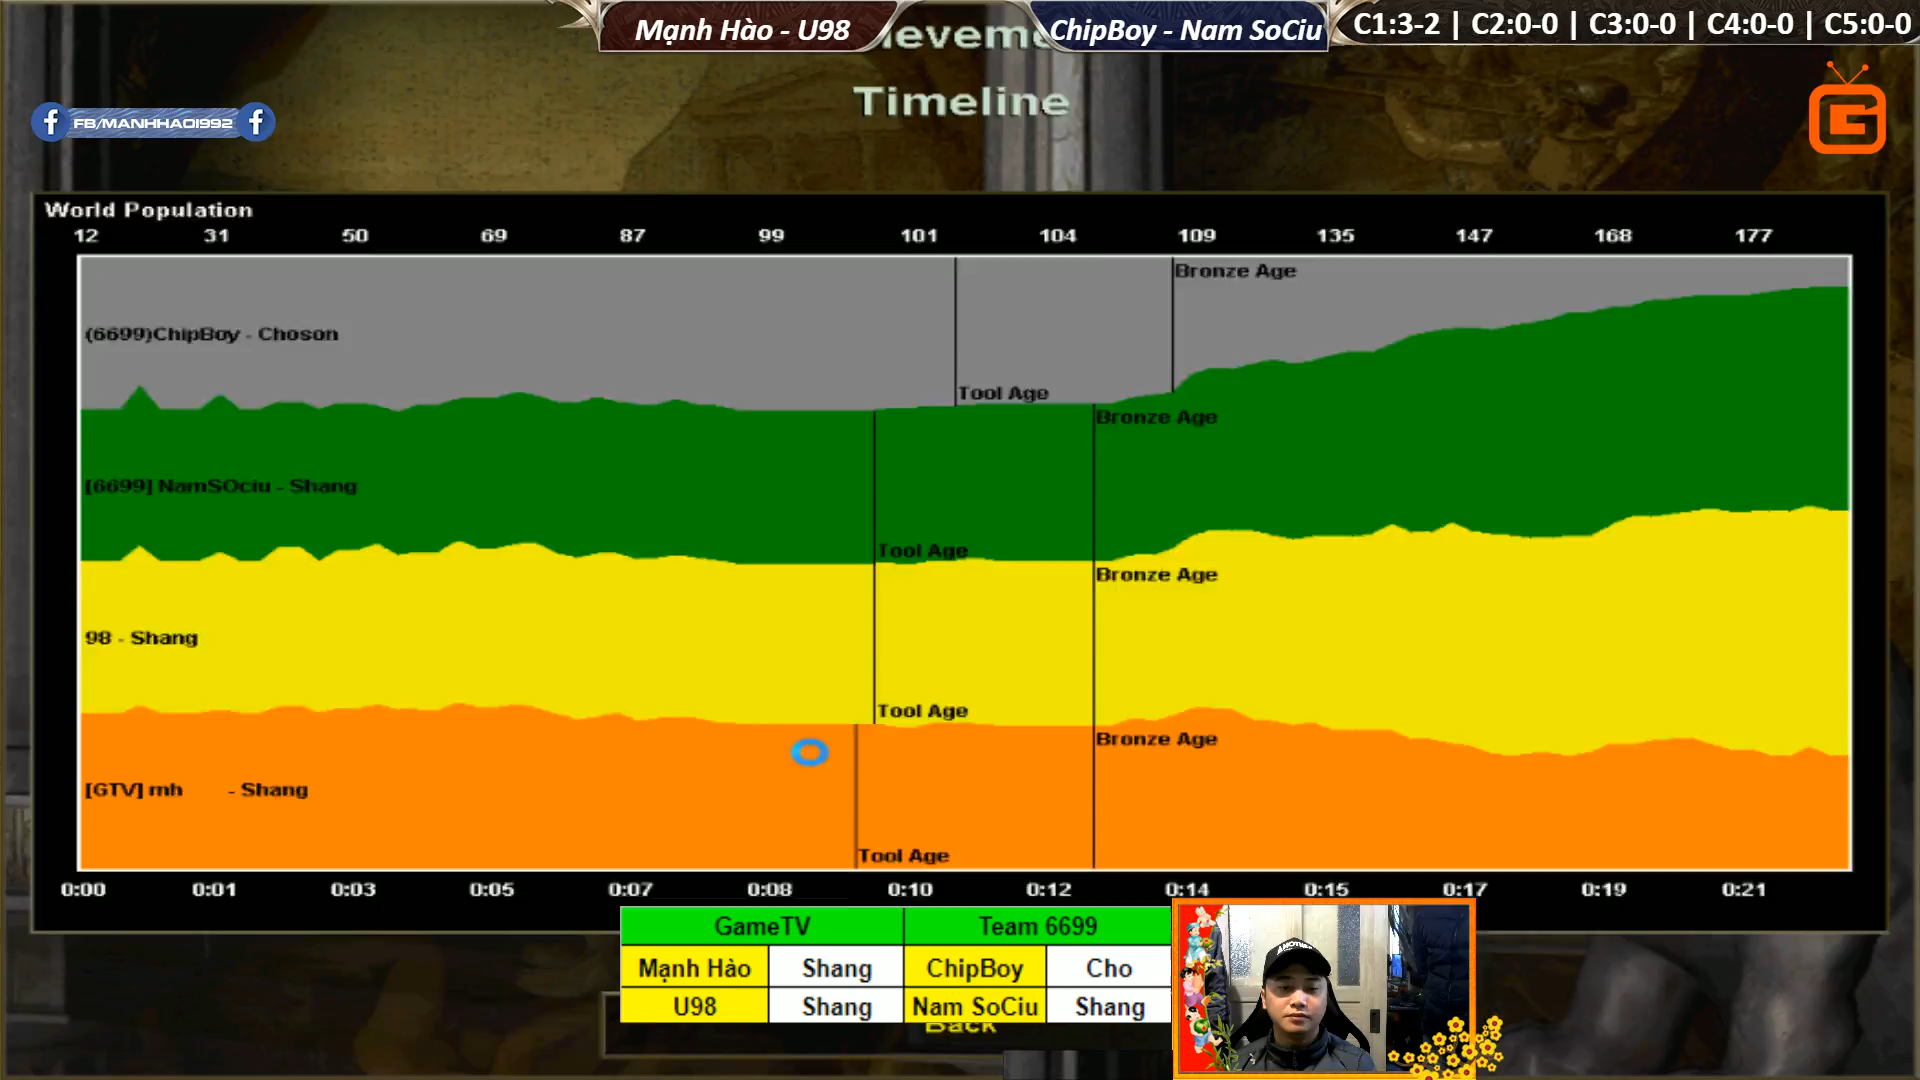 Mạnh Hào - U98
ieveme
ChipBoy - Nam SoCiu
C1:3-2 | C2:0-0 | C3:0-0 | C4:0-0 | C5:0-0
Timeline
FB/MANHHAO1992
G
World Population
12 31 50 69 87 99 101 104 109 135 147 168 177
Bronze Age
(6699)ChipBoy - Choson
Tool Age
Bronze Age
[6699] NamSOciu - Shang
Tool Age
Bronze Age
98 - Shang
Tool Age
Bronze Age
[GTV] mh - Shang
Tool Age
0:00 0:01 0:03 0:05 0:07 0:08 0:10 0:12 0:14 0:15 0:17 0:19 0:21
GameTV Team 6699
Mạnh Hào Shang ChipBoy Cho
U98 Shang Nam SoCiu Shang
Back
ANOTHER